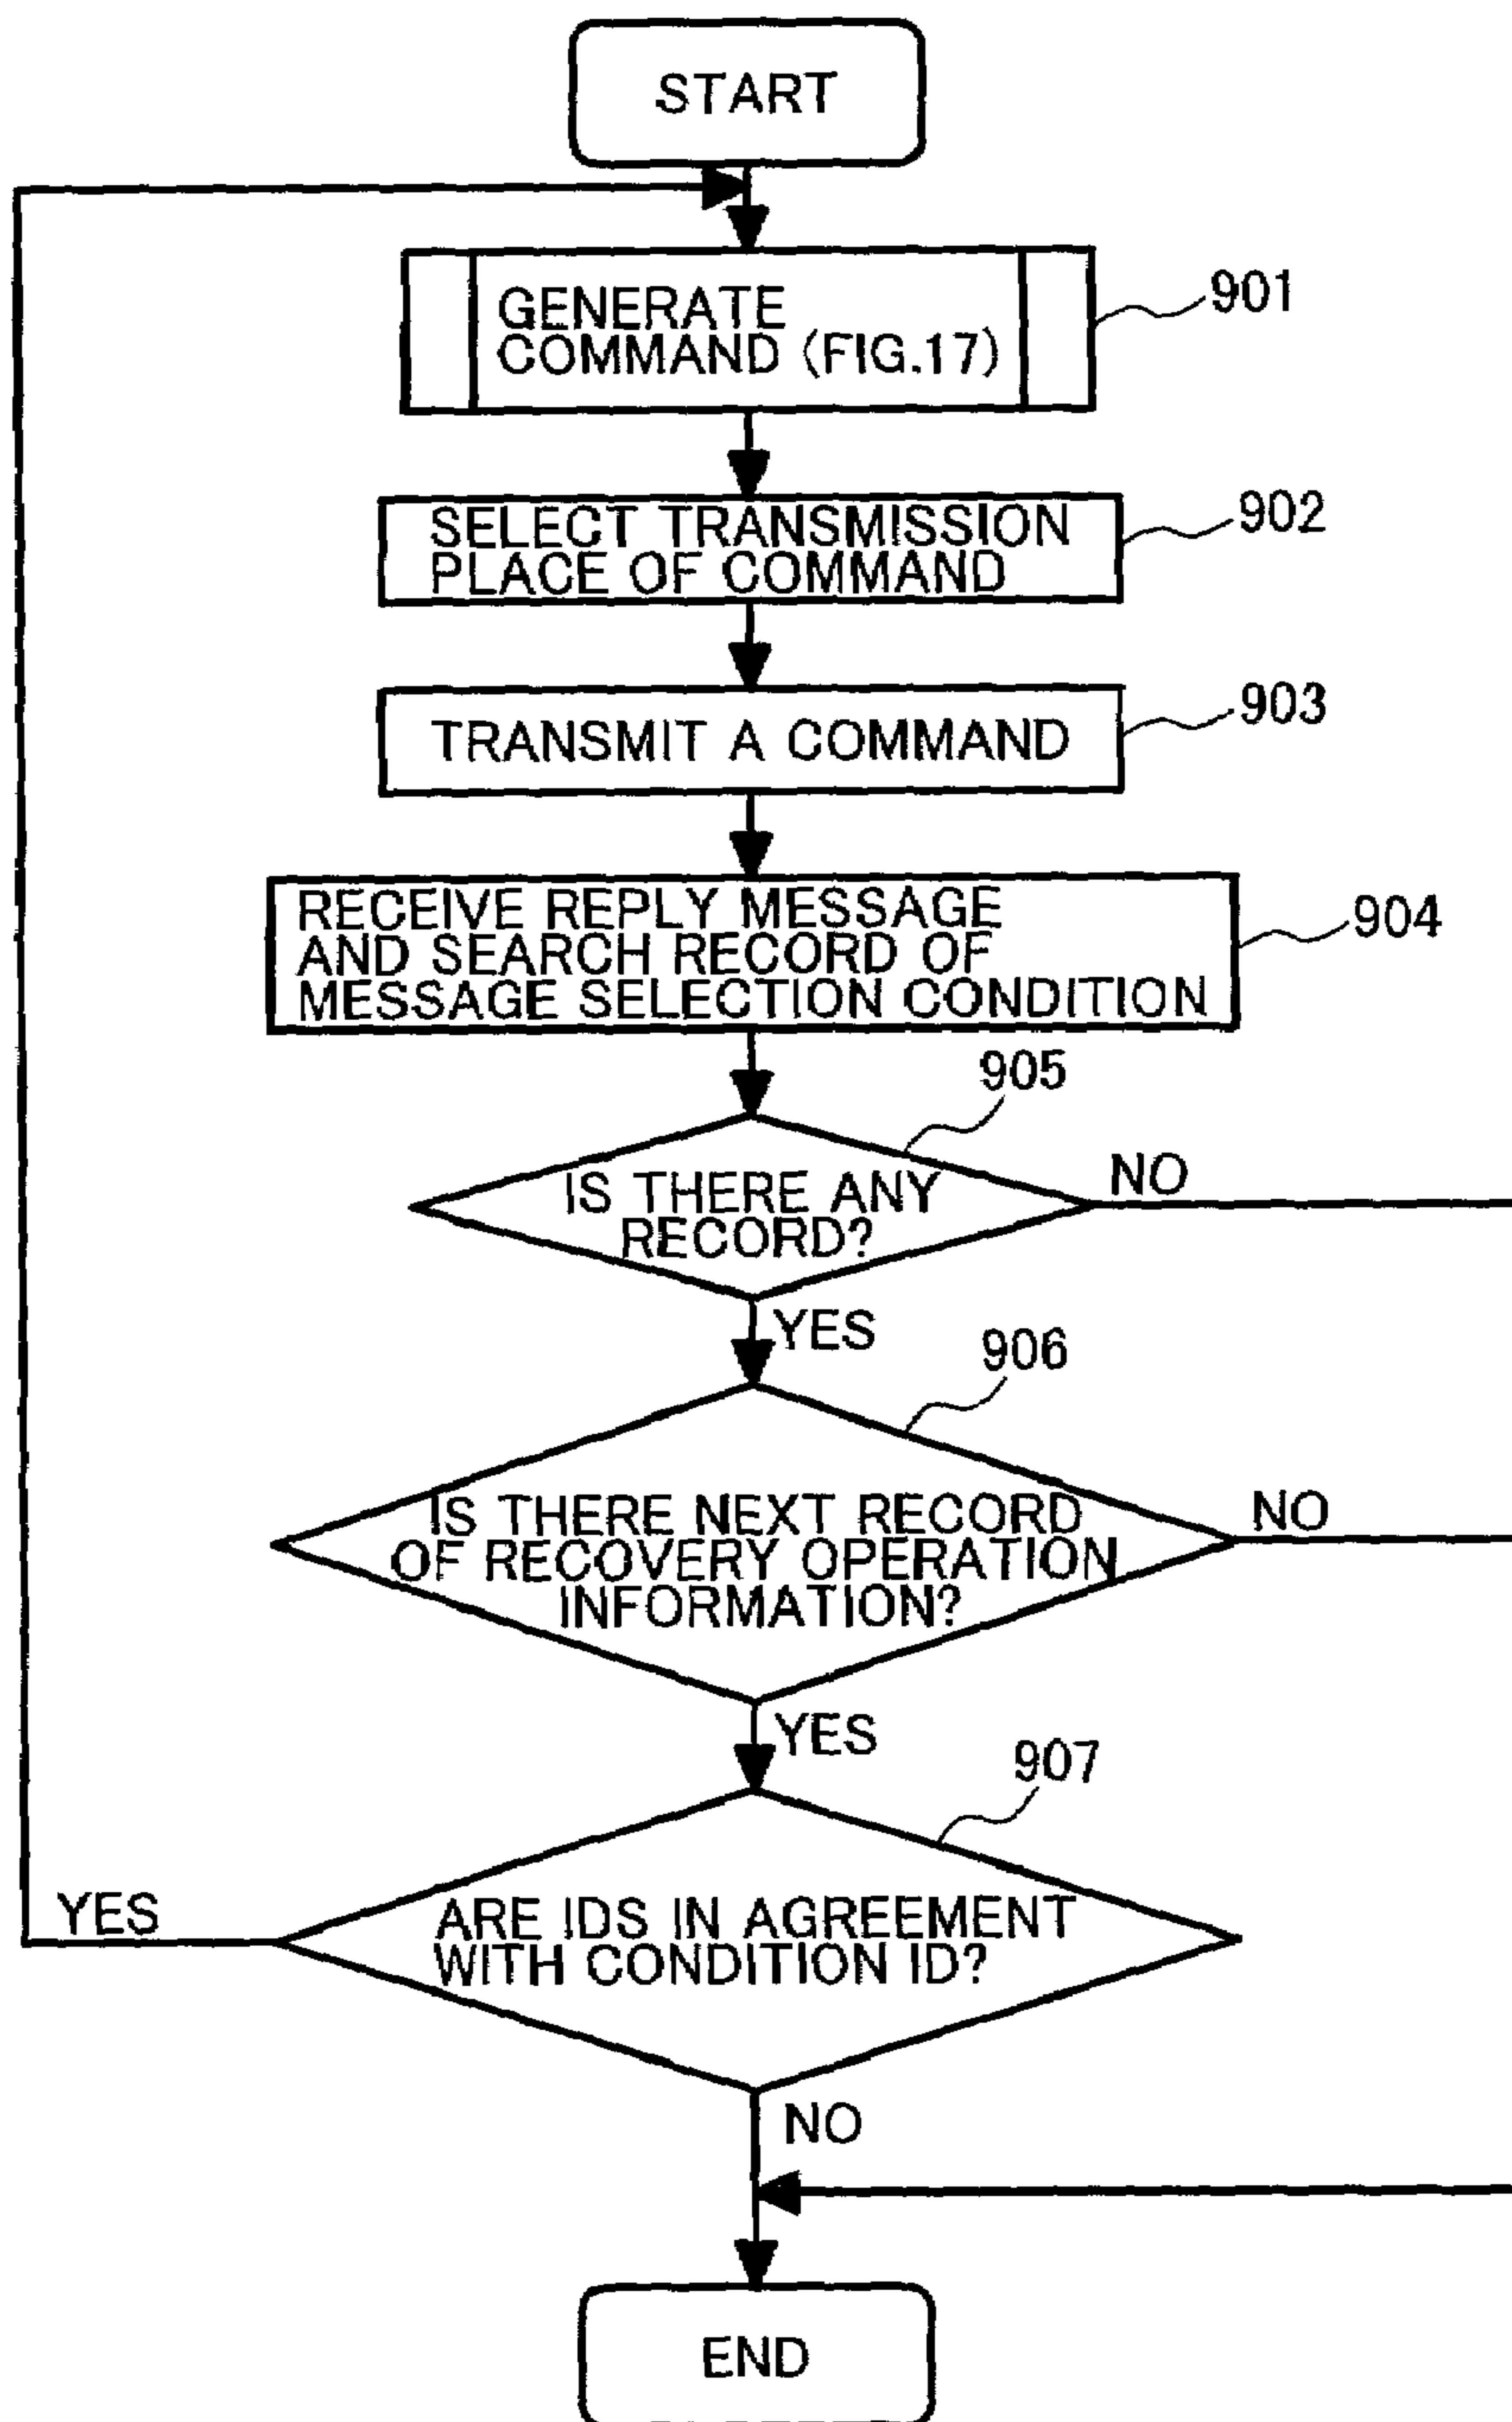 START
GENERATE
COMMAND (FIG.17)
901
SELECT TRANSMISSION
PLACE OF COMMAND
902
TRANSMIT A COMMAND
903
RECEIVE REPLY MESSAGE
AND SEARCH RECORD OF
MESSAGE SELECTION CONDITION
904
905
IS THERE ANY
RECORD?
NO
YES
906
IS THERE NEXT RECORD
OF RECOVERY OPERATION
INFORMATION?
NO
YES
907
ARE IDS IN AGREEMENT
WITH CONDITION ID?
YES
NO
END